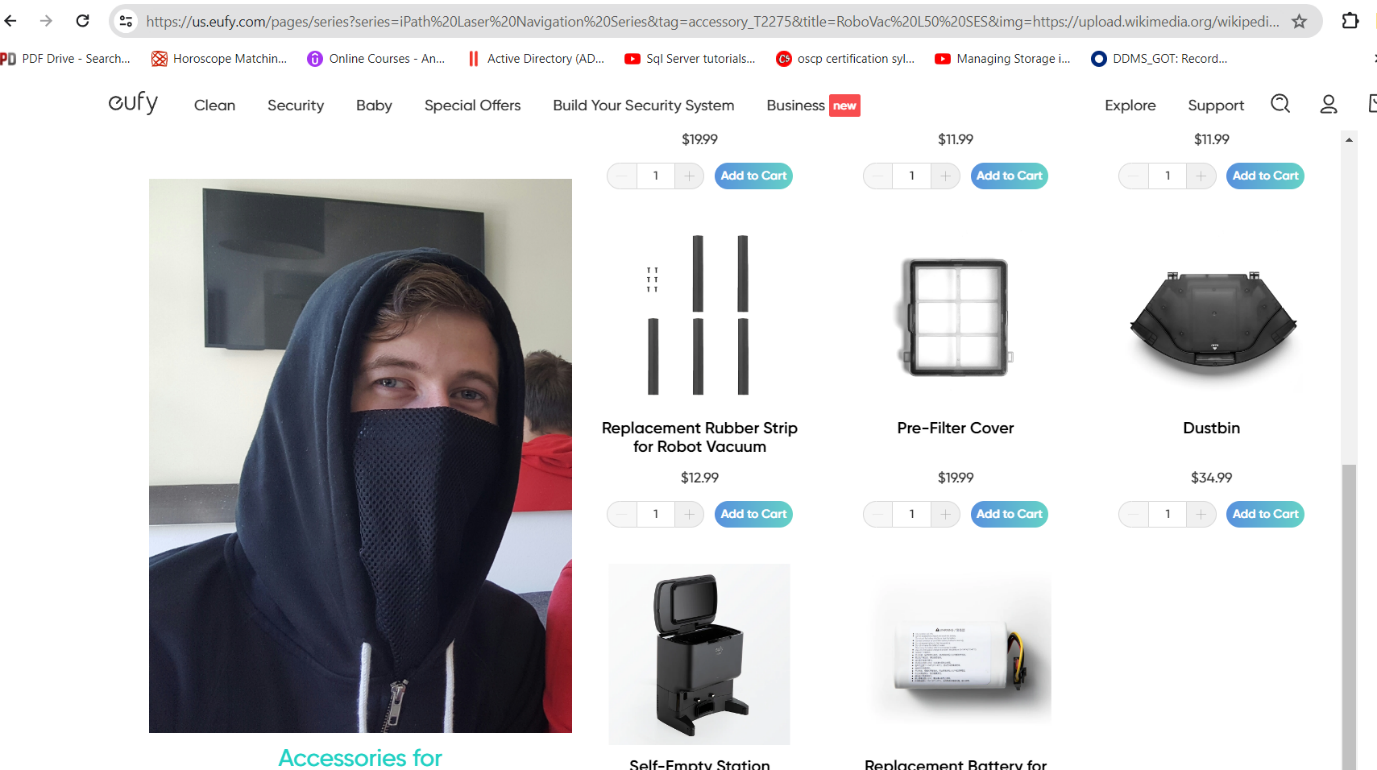 https://us.eufy.com/pages/series?series=iPath%20Laser%20Navigation%20Series&tag=accessory_T2275&title=RoboVac%20L50%20SES&img=https://upload.wikimedia.org/wikipedi...
PD PDF Drive - Search... Horoscope Matchin... Online Courses - An... Active Directory (AD... Sql Server tutorials... oscp certification syl... Managing Storage i... DDMS_GOT: Record...
eufy Clean Security Baby Special Offers Build Your Security System Business new Explore Support
$19.99 $11.99 $11.99
1 Add to Cart 1 Add to Cart 1 Add to Cart
Replacement Rubber Strip
for Robot Vacuum
Pre-Filter Cover
Dustbin
$12.99 $19.99 $34.99
1 Add to Cart 1 Add to Cart 1 Add to Cart
Accessories for
Self-Empty Station
Replacement Battery for